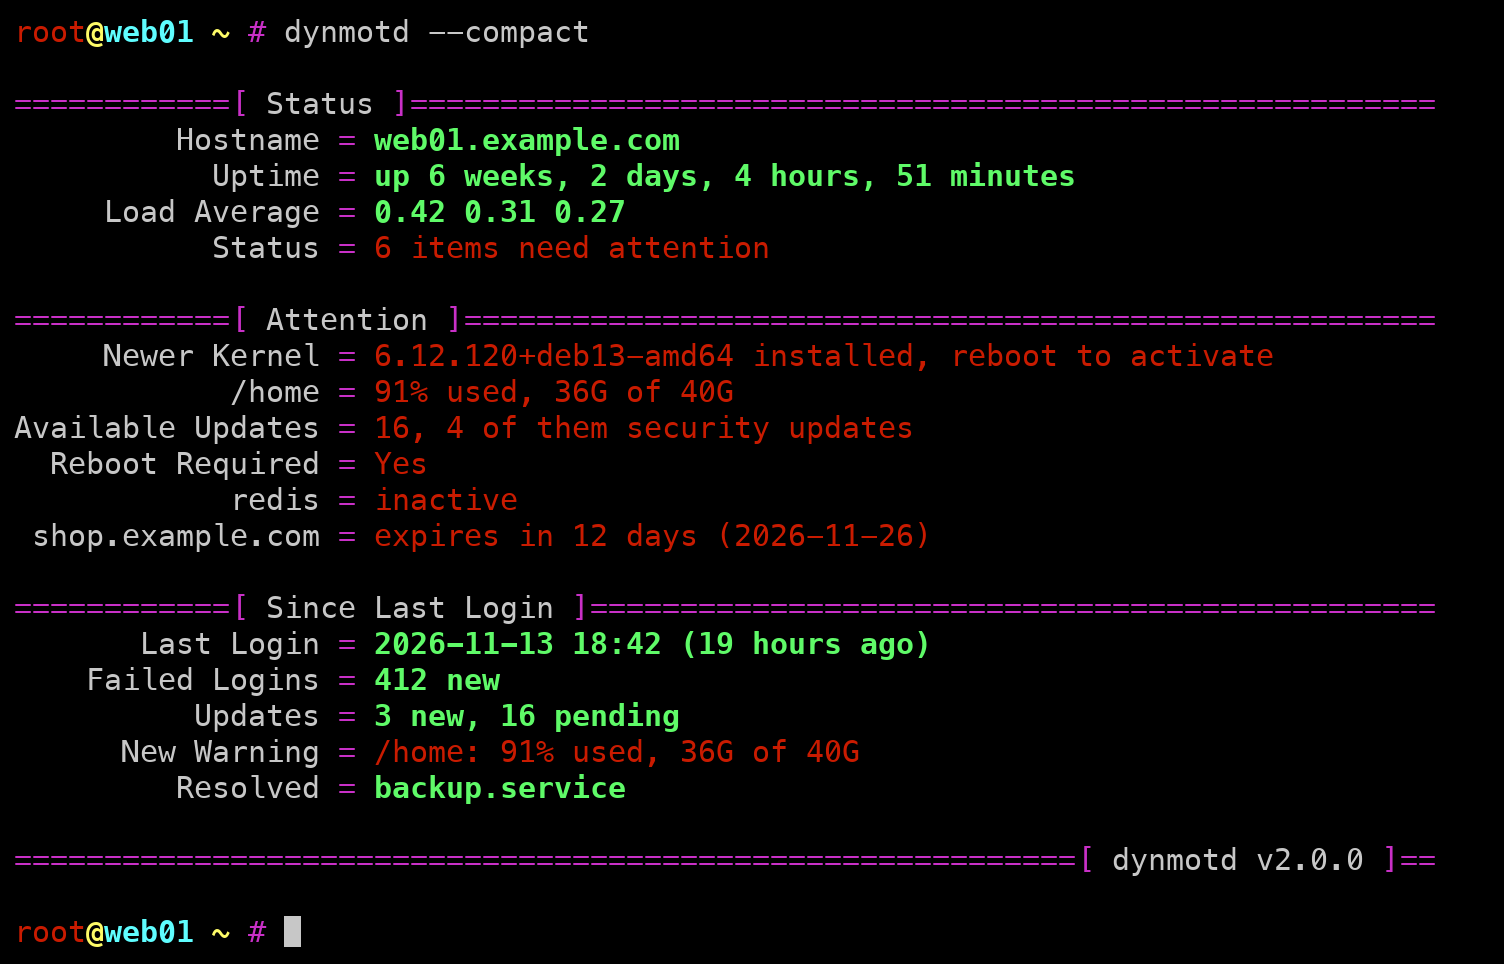 root@web01 ~ # dynmotd --compact
============[ Status ]=========================================================
Hostname = web01.example.com
Uptime = up 6 weeks, 2 days, 4 hours, 51 minutes
Load Average = 0.42 0.31 0.27
Status = 6 items need attention
============[ Attention ]======================================================
Newer Kernel = 6.12.120+deb13-amd64 installed, reboot to activate
/home = 91% used, 36G of 40G
Available Updates = 16, 4 of them security updates
Reboot Required = Yes
redis = inactive
shop.example.com = expires in 12 days (2026-11-26)
============[ Since Last Login ]===============================================
Last Login = 2026-11-13 18:42 (19 hours ago)
Failed Logins = 412 new
Updates = 3 new, 16 pending
New Warning = /home: 91% used, 36G of 40G
Resolved = backup.service
===========================================================[ dynmotd v2.0.0 ]==
root@web01 ~ #